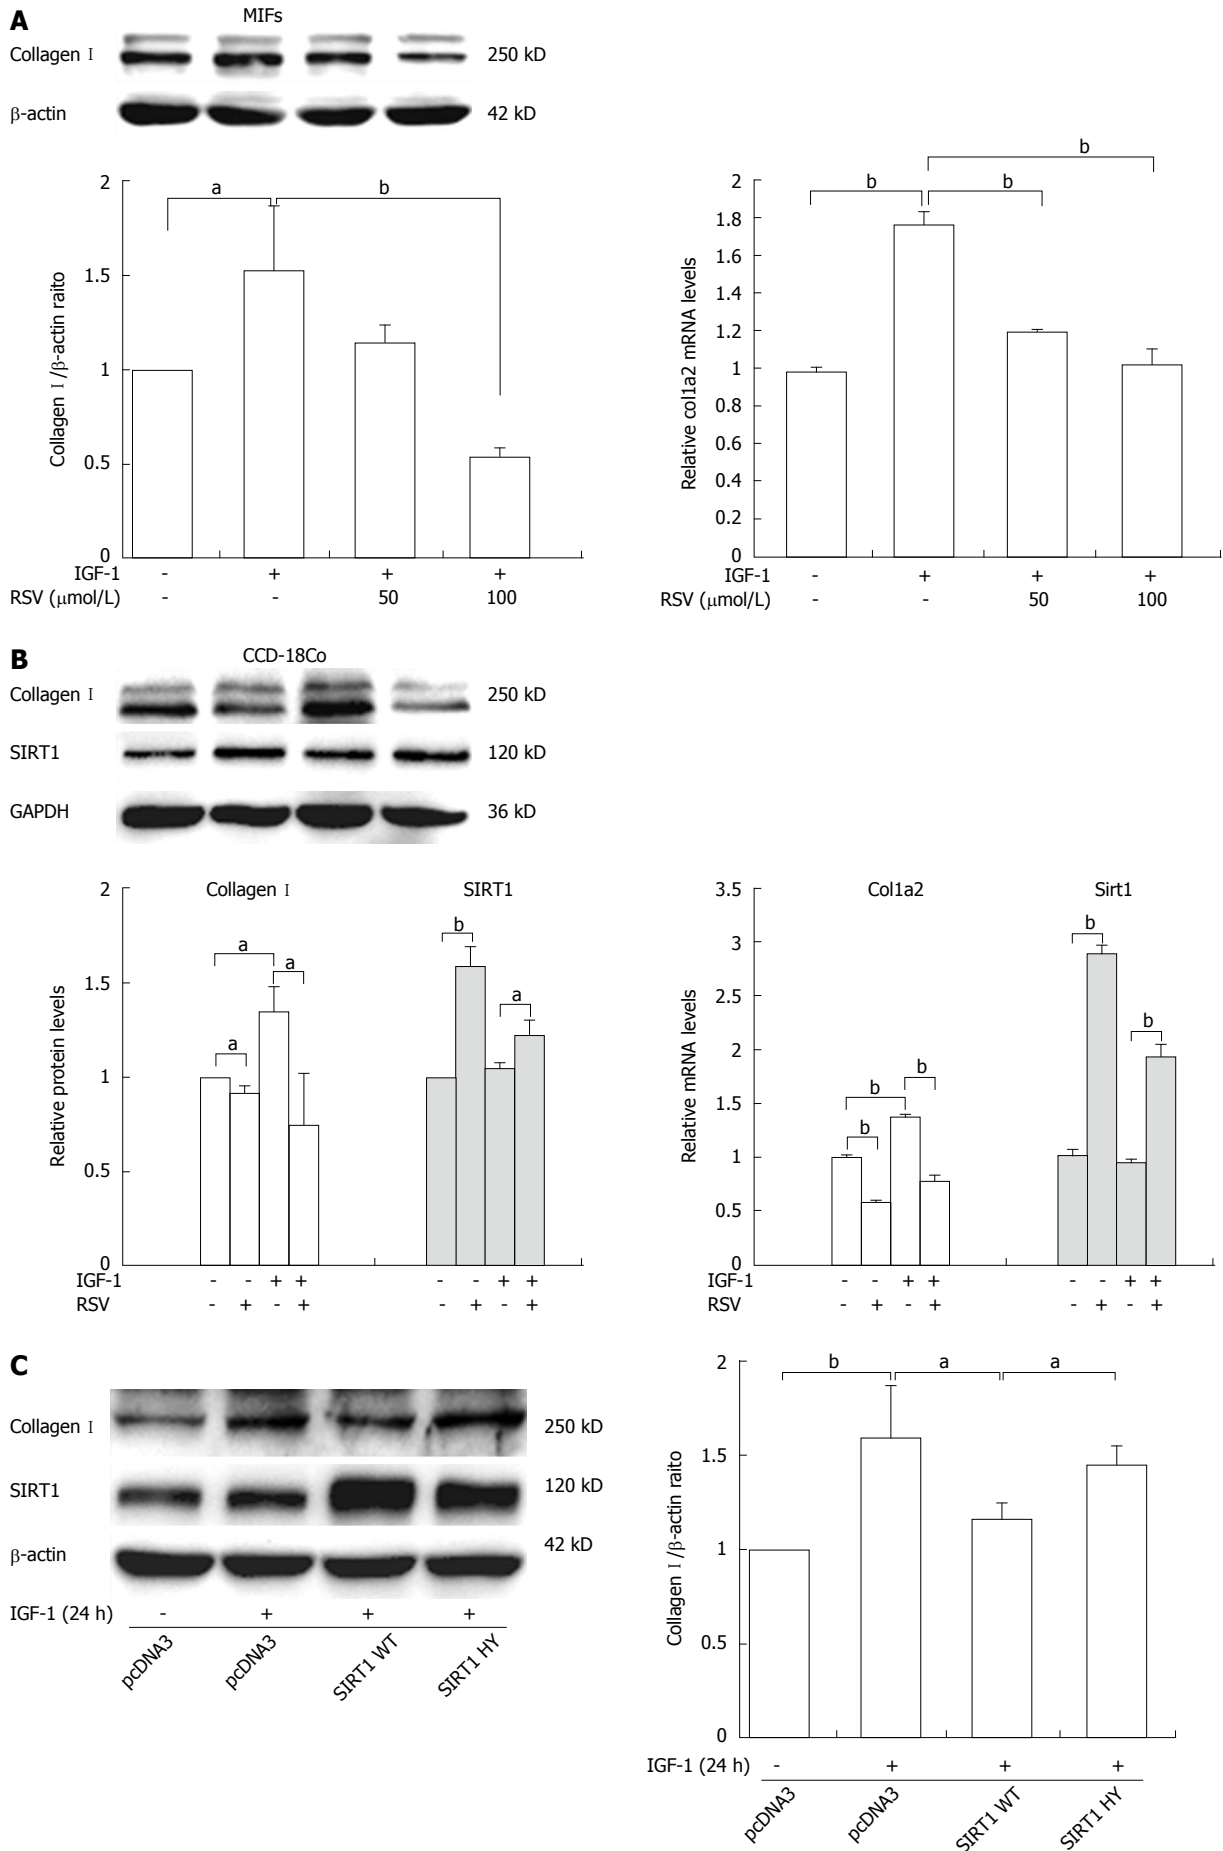 A
MIFs
Collagen Ⅰ
250 kD
β-actin
42 kD
2
1.5
1
0.5
0
Collagen Ⅰ/β-actin raito
a
b
IGF-1 - + + +
RSV (μmol/L) - - 50 100
2
1.8
1.6
1.4
1.2
1
0.8
0.6
0.4
0.2
0
Relative col1a2 mRNA levels
b
b
b
IGF-1 - + + +
RSV (μmol/L) - - 50 100
B
CCD-18Co
Collagen Ⅰ
250 kD
SIRT1
120 kD
GAPDH
36 kD
2
1.5
1
0.5
0
Relative protein levels
Collagen Ⅰ
SIRT1
a
a
a
b
a
IGF-1 - - + + - - + +
RSV - + - + - + - +
3.5
3
2.5
2
1.5
1
0.5
0
Relative mRNA levels
Col1a2
Sirt1
b
b
b
b
b
IGF-1 - - + + - - + +
RSV - + - + - + - +
C
Collagen Ⅰ
250 kD
SIRT1
120 kD
β-actin
42 kD
IGF-1 (24 h) - + + +
pcDNA3
pcDNA3
SIRT1 WT
SIRT1 HY
2
1.5
1
0.5
0
Collagen Ⅰ/β-actin raito
b
a
a
IGF-1 (24 h) - + + +
pcDNA3
pcDNA3
SIRT1 WT
SIRT1 HY